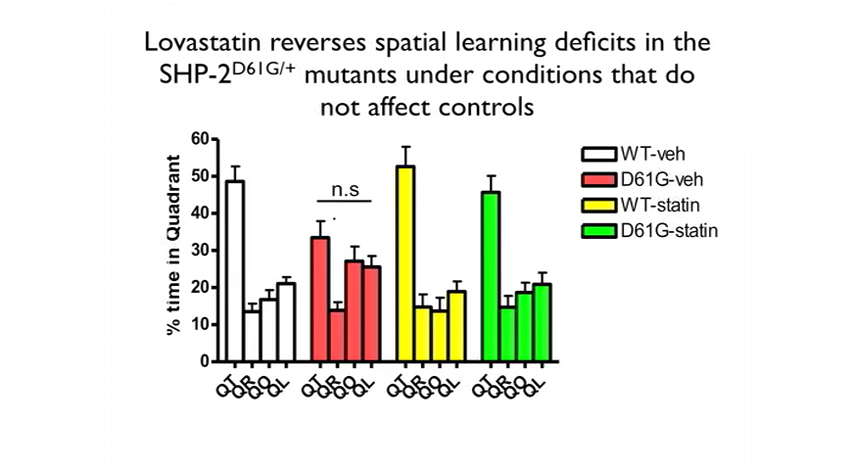 Lovastatin reverses spatial learning deficits in the
SHP-2D61G/+ mutants under conditions that do
not affect controls
60
50
40
30
20
10
0
% time in Quadrant
n.s
WT-veh
D61G-veh
WT-statin
D61G-statin
QT QR QO QL QT QR QO QL QT QR QO QL QT QR QO QL